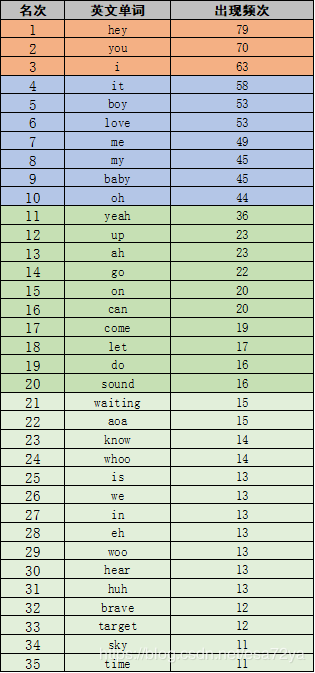 名次 英文单词 出现频次
1 hey 79
2 you 70
3 i 63
4 it 58
5 boy 53
6 love 53
7 me 49
8 my 45
9 baby 45
10 oh 44
11 yeah 36
12 up 23
13 ah 23
14 go 22
15 on 20
16 can 20
17 come 19
18 let 17
19 do 16
20 sound 16
21 waiting 15
22 aoa 15
23 know 14
24 whoo 14
25 is 13
26 we 13
27 in 13
28 eh 13
29 woo 13
30 hear 13
31 huh 13
32 brave 12
33 target 12
34 sky 11
35 time 11